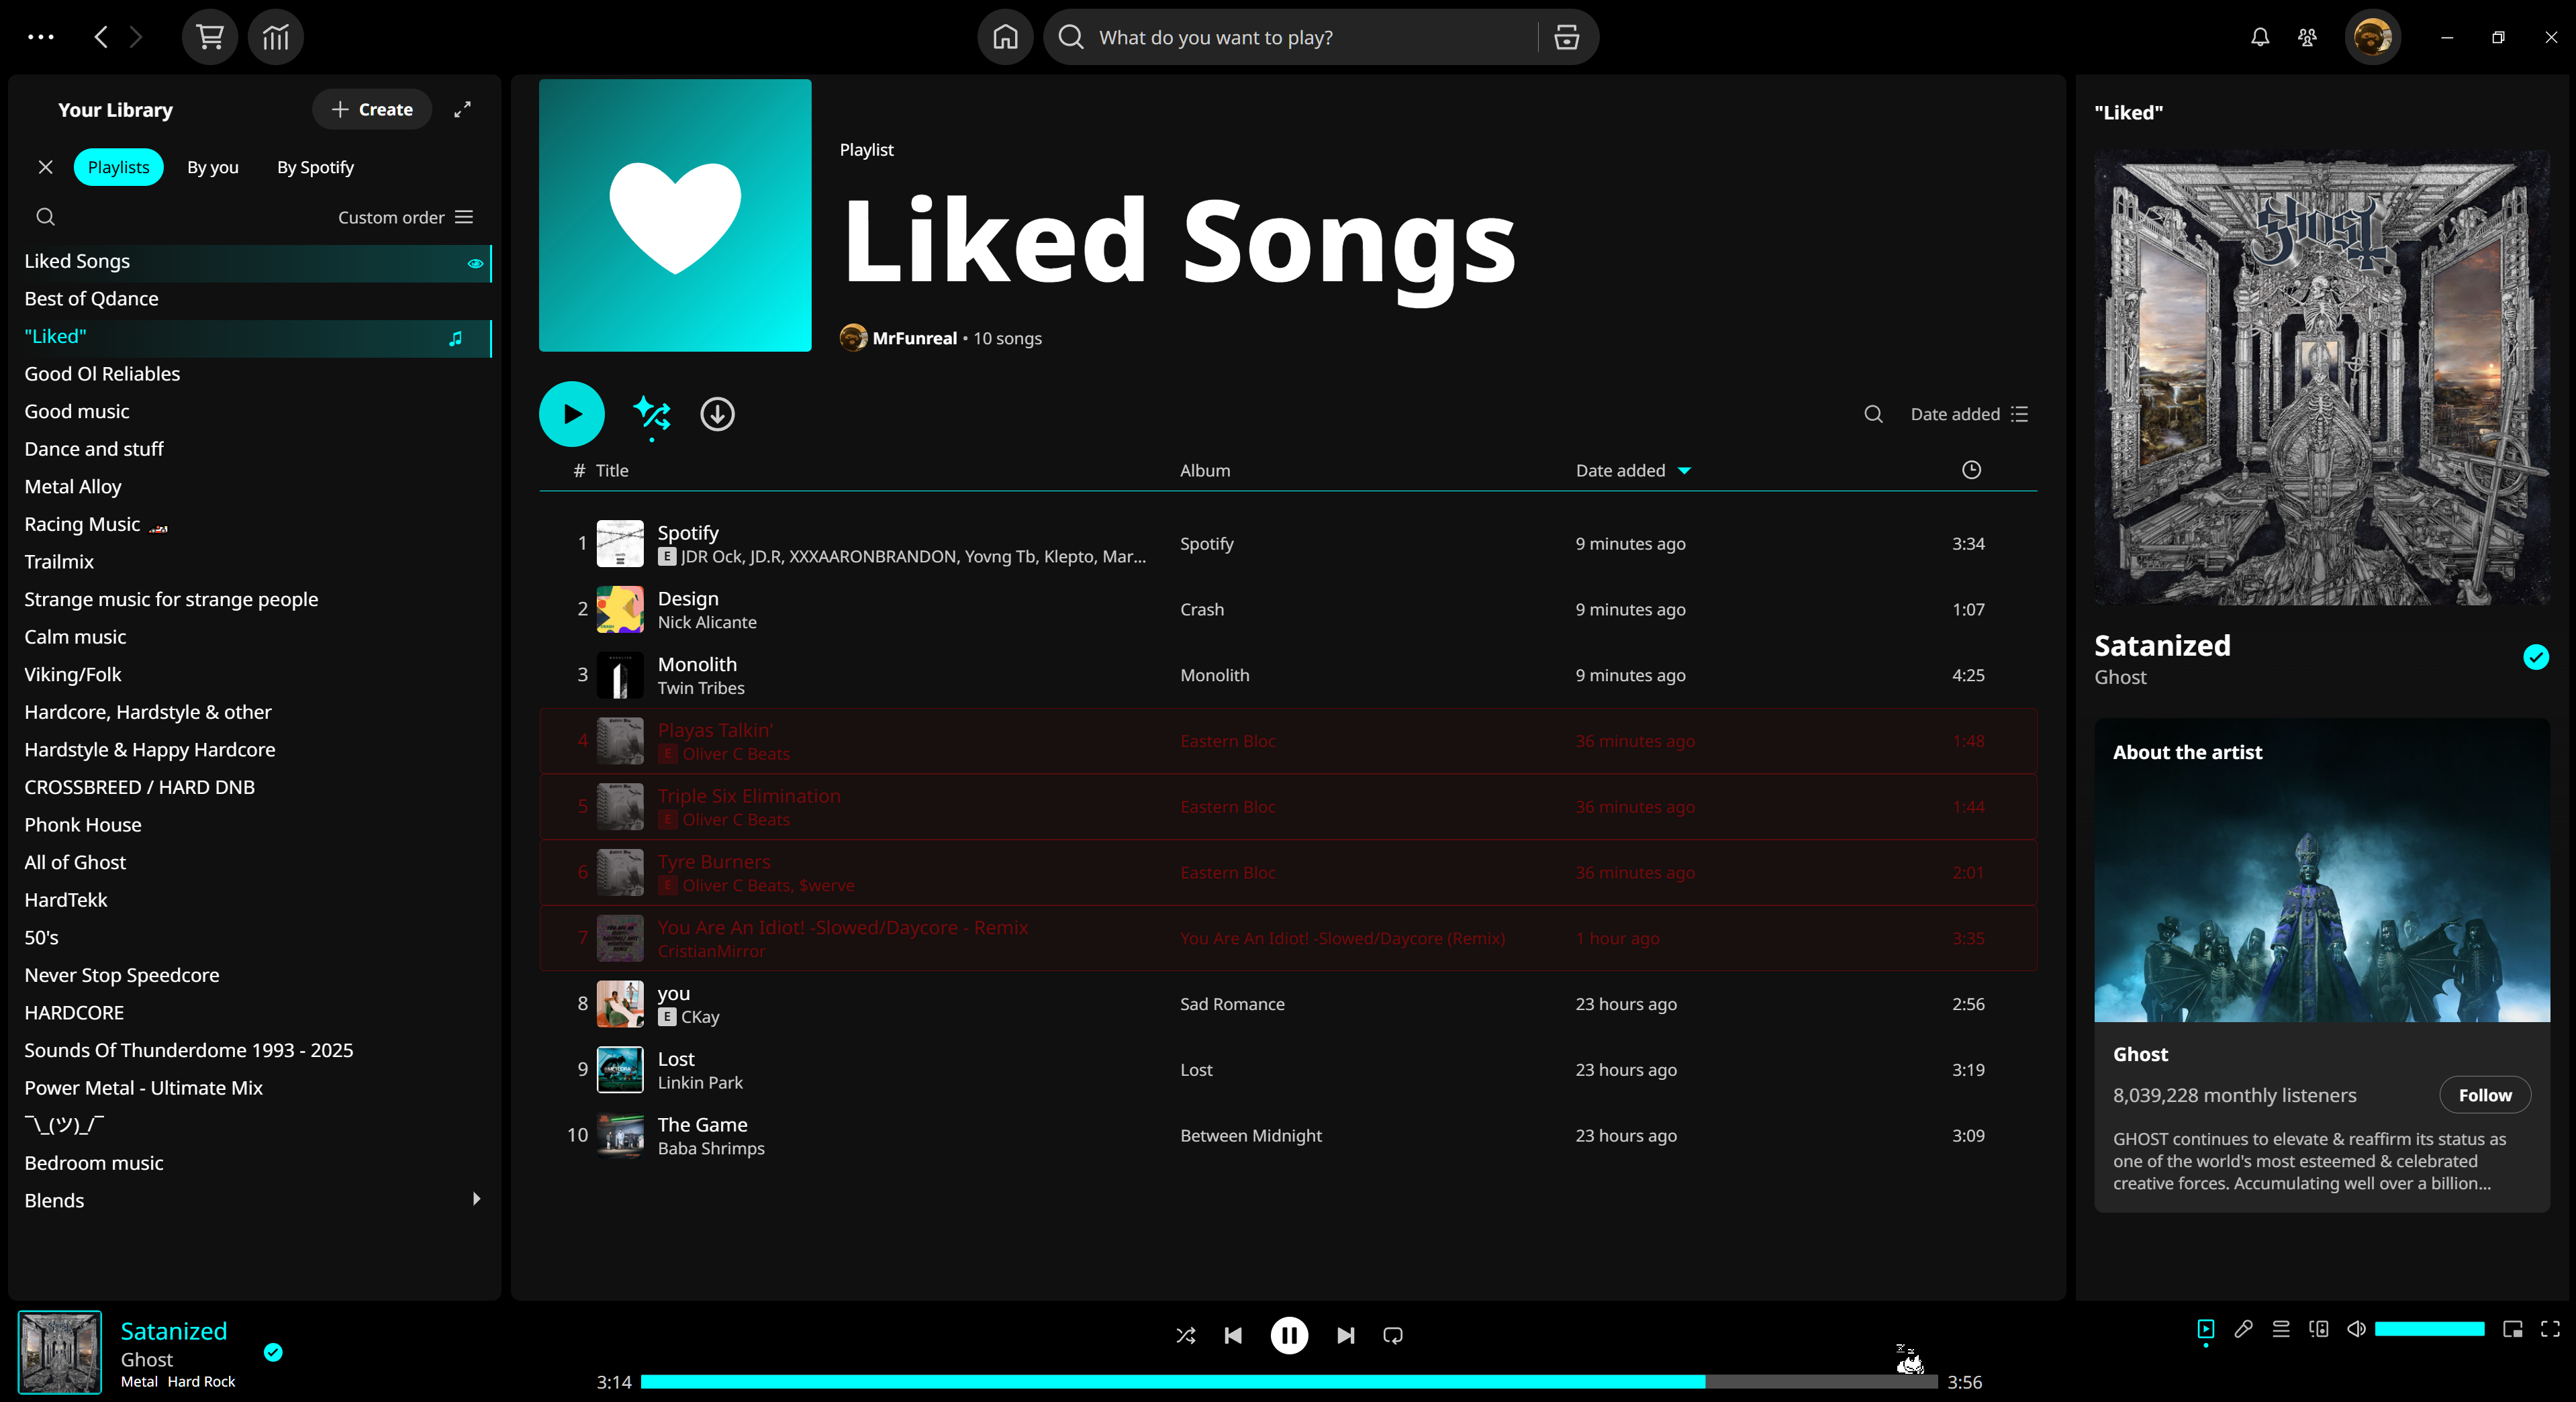 What do you want to play?
Your Library
Create
Playlists
By you
By Spotify
Custom order
Liked Songs
Best of Qdance
"Liked"
Good Ol Reliables
Good music
Dance and stuff
Metal Alloy
Racing Music
Trailmix
Strange music for strange people
Calm music
Viking/Folk
Hardcore, Hardstyle & other
Hardstyle & Happy Hardcore
CROSSBREED / HARD DNB
Phonk House
All of Ghost
HardTekk
50's
Never Stop Speedcore
HARDCORE
Sounds Of Thunderdome 1993 - 2025
Power Metal - Ultimate Mix
¯\_(ツ)_/¯
Bedroom music
Blends
Playlist
Liked Songs
MrFunreal • 10 songs
Date added
# Title Album Date added
1 Spotify Spotify 9 minutes ago 3:34
E JDR Ock, JD.R, XXXAARONBRANDON, Yovng Tb, Klepto, Mar...
2 Design Crash 9 minutes ago 1:07
Nick Alicante
3 Monolith Monolith 9 minutes ago 4:25
Twin Tribes
4 Playas Talkin' Eastern Bloc 36 minutes ago 1:48
E Oliver C Beats
5 Triple Six Elimination Eastern Bloc 36 minutes ago 1:44
E Oliver C Beats
6 Tyre Burners Eastern Bloc 36 minutes ago 2:01
E Oliver C Beats, $werve
7 You Are An Idiot! -Slowed/Daycore - Remix You Are An Idiot! -Slowed/Daycore (Remix) 1 hour ago 3:35
CristianMirror
8 you Sad Romance 23 hours ago 2:56
E CKay
9 Lost Lost 23 hours ago 3:19
Linkin Park
10 The Game Between Midnight 23 hours ago 3:09
Baba Shrimps
"Liked"
Ghost
Satanized
Ghost
About the artist
Ghost
8,039,228 monthly listeners
Follow
GHOST continues to elevate & reaffirm its status as
one of the world's most esteemed & celebrated
creative forces. Accumulating well over a billion...
Satanized
Ghost
Metal Hard Rock
3:14
3:56